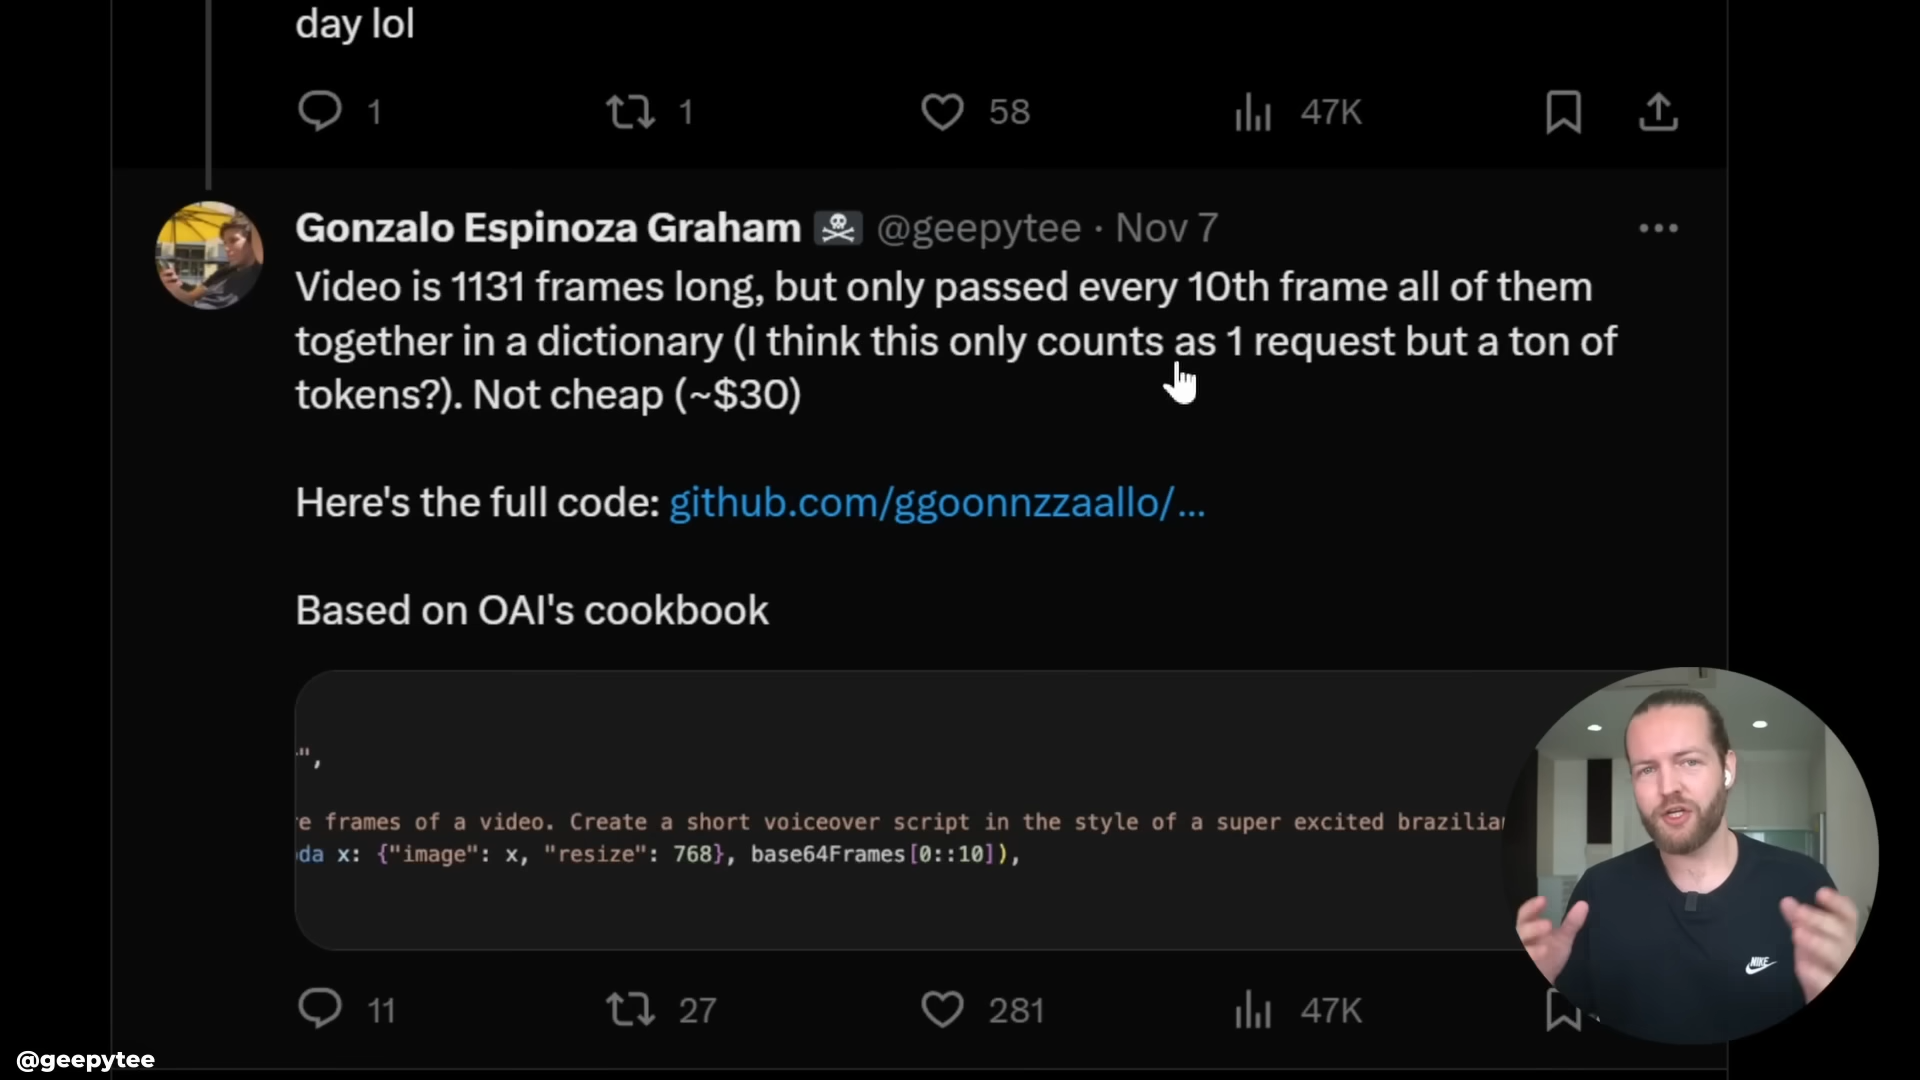 day lol
1 1 58 47K
Gonzalo Espinoza Graham @geepytee · Nov 7
Video is 1131 frames long, but only passed every 10th frame all of them
together in a dictionary (I think this only counts as 1 request but a ton of
tokens?). Not cheap (~$30)
Here's the full code: github.com/ggoonnzzaallo/...
Based on OAI's cookbook
",
e frames of a video. Create a short voiceover script in the style of a super excited brazilian
da x: {"image": x, "resize": 768}, base64Frames[0::10]),
NIKE
11 27 281 47K
@geepytee